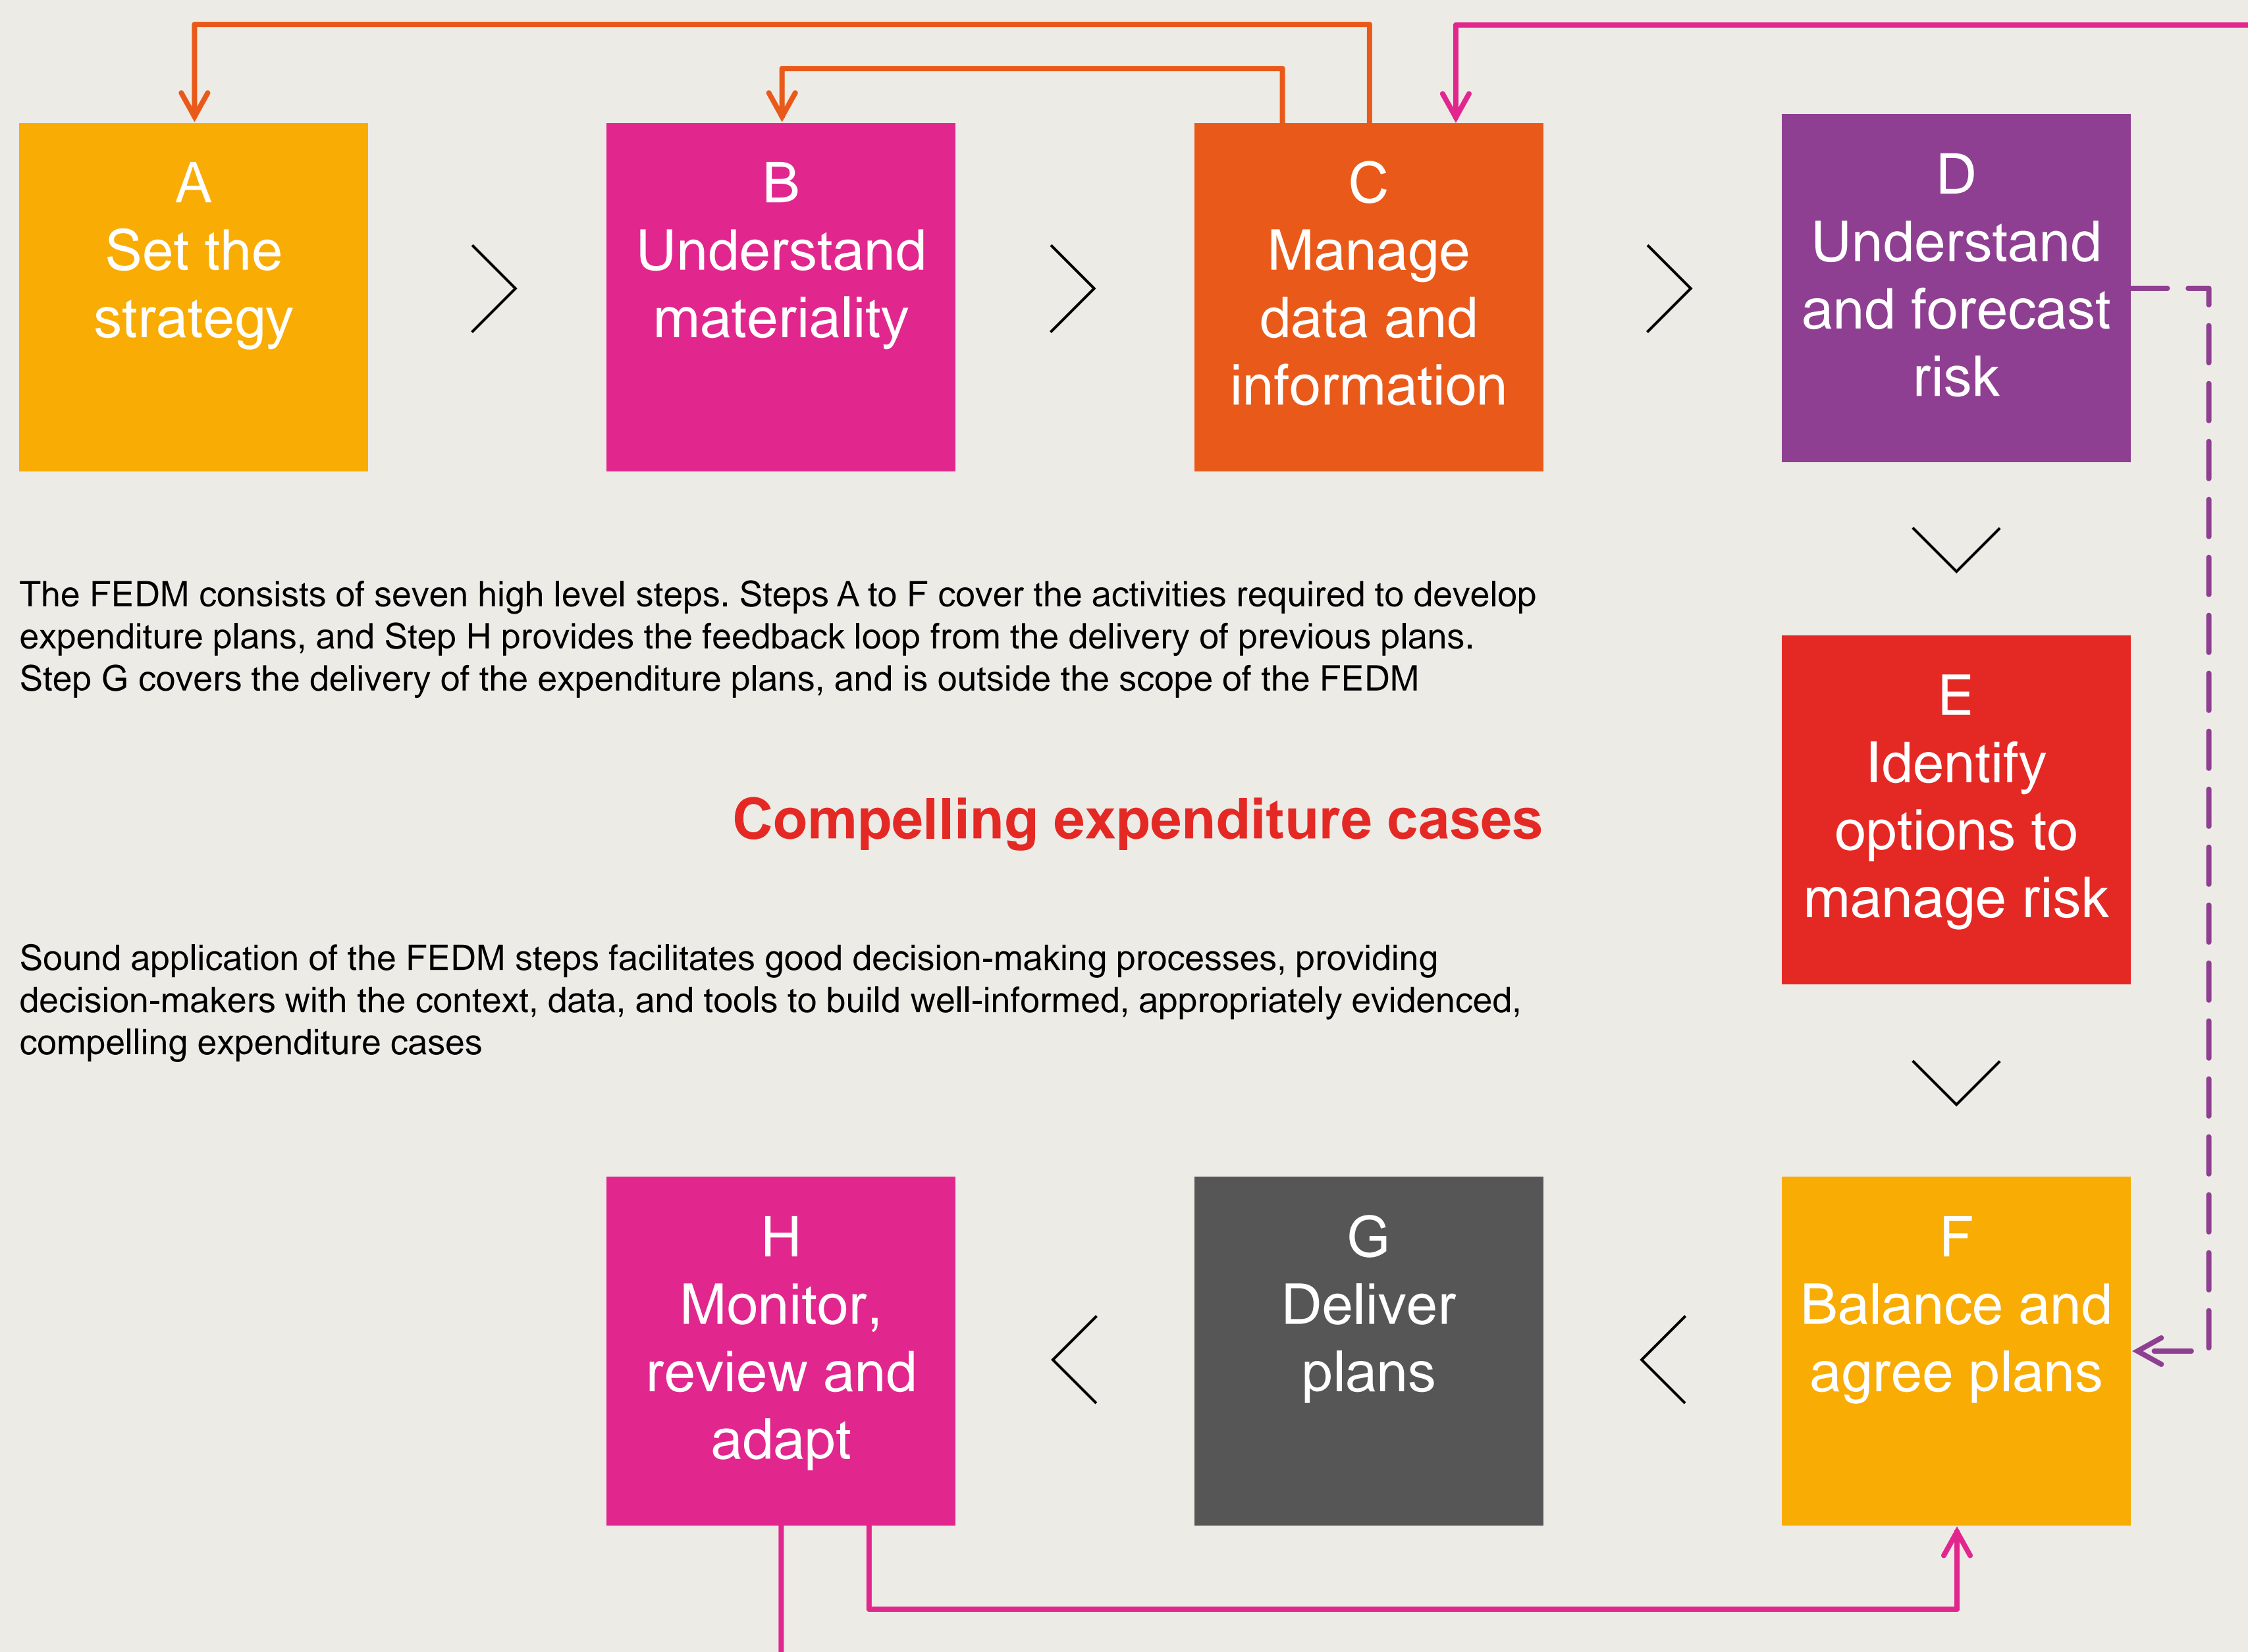 A
Set the
strategy
B
Understand
materiality
C
Manage
data and
information
D
Understand
and forecast
risk
The FEDM consists of seven high level steps. Steps A to F cover the activities required to develop
expenditure plans, and Step H provides the feedback loop from the delivery of previous plans.
Step G covers the delivery of the expenditure plans, and is outside the scope of the FEDM
E
Identify
options to
manage risk
Compelling expenditure cases
Sound application of the FEDM steps facilitates good decision-making processes, providing
decision-makers with the context, data, and tools to build well-informed, appropriately evidenced,
compelling expenditure cases
H
Monitor,
review and
adapt
G
Deliver
plans
F
Balance and
agree plans